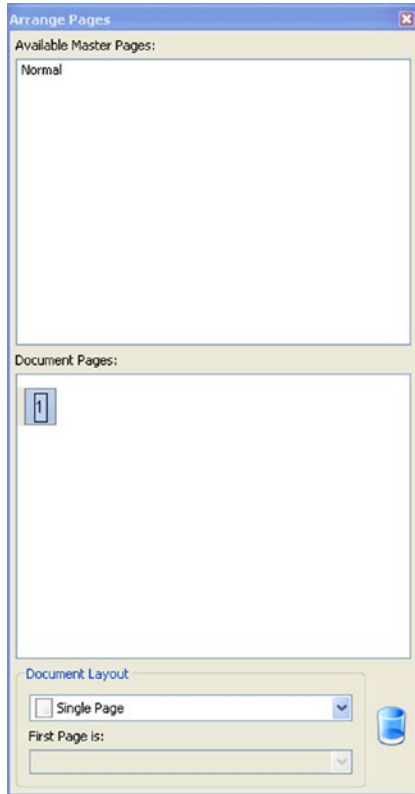 Arrange Pages
Available Master Pages:
Normal
Document Pages:
1
Document Layout
Single Page
First Page is: